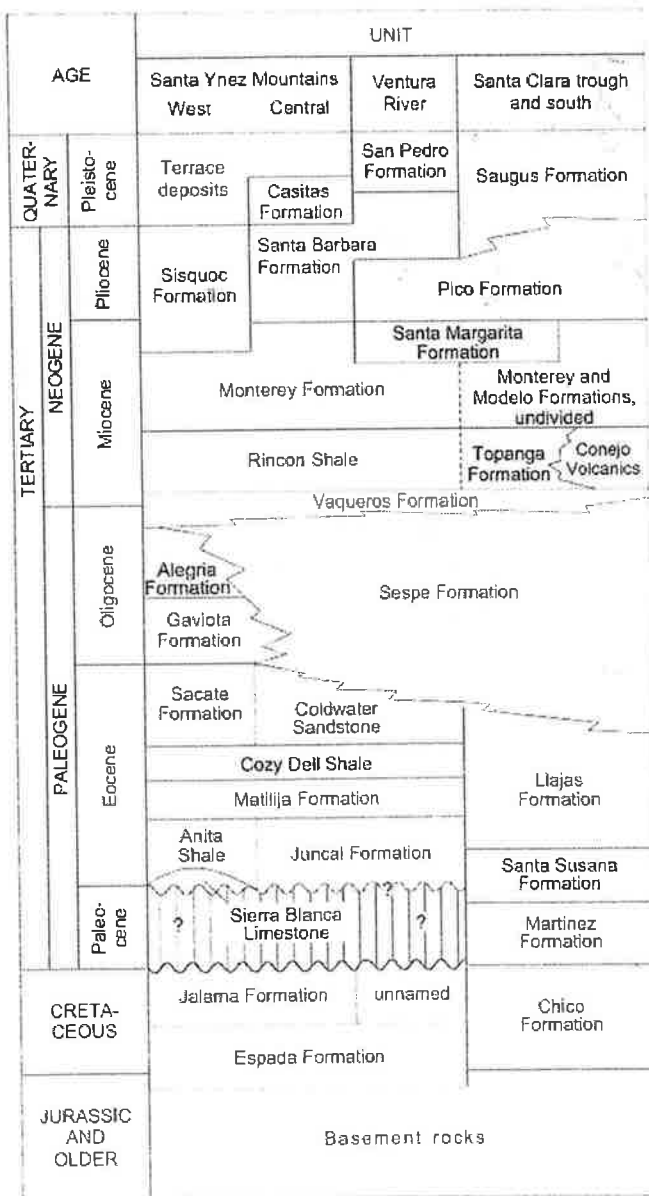 AGE
UNIT
Santa Ynez Mountains
West
Central
Ventura
River
Santa Clara trough
and south
QUATER-
NARY
Pleisto-
cene
Terrace
deposits
Casitas
Formation
San Pedro
Formation
Saugus Formation
TERTIARY
NEOGENE
Pliocene
Sisquoc
Formation
Santa Barbara
Formation
Pico Formation
Miocene
Santa Margarita
Formation
Monterey Formation
Monterey and
Modelo Formations,
undivided
Rincon Shale
Topanga
Formation
Conejo
Volcanics
Vaqueros Formation
PALEOGENE
Oligocene
Alegria
Formation
Gaviota
Formation
Sespe Formation
Eocene
Sacate
Formation
Coldwater
Sandstone
Cozy Dell Shale
Matilija Formation
Llajas
Formation
Anita
Shale
Juncal Formation
Santa Susana
Formation
Paleo-
cene
?
Sierra Blanca
Limestone
?
?
Martinez
Formation
CRETA-
CEOUS
Jalama Formation
unnamed
Chico
Formation
Espada Formation
JURASSIC
AND
OLDER
Basement rocks